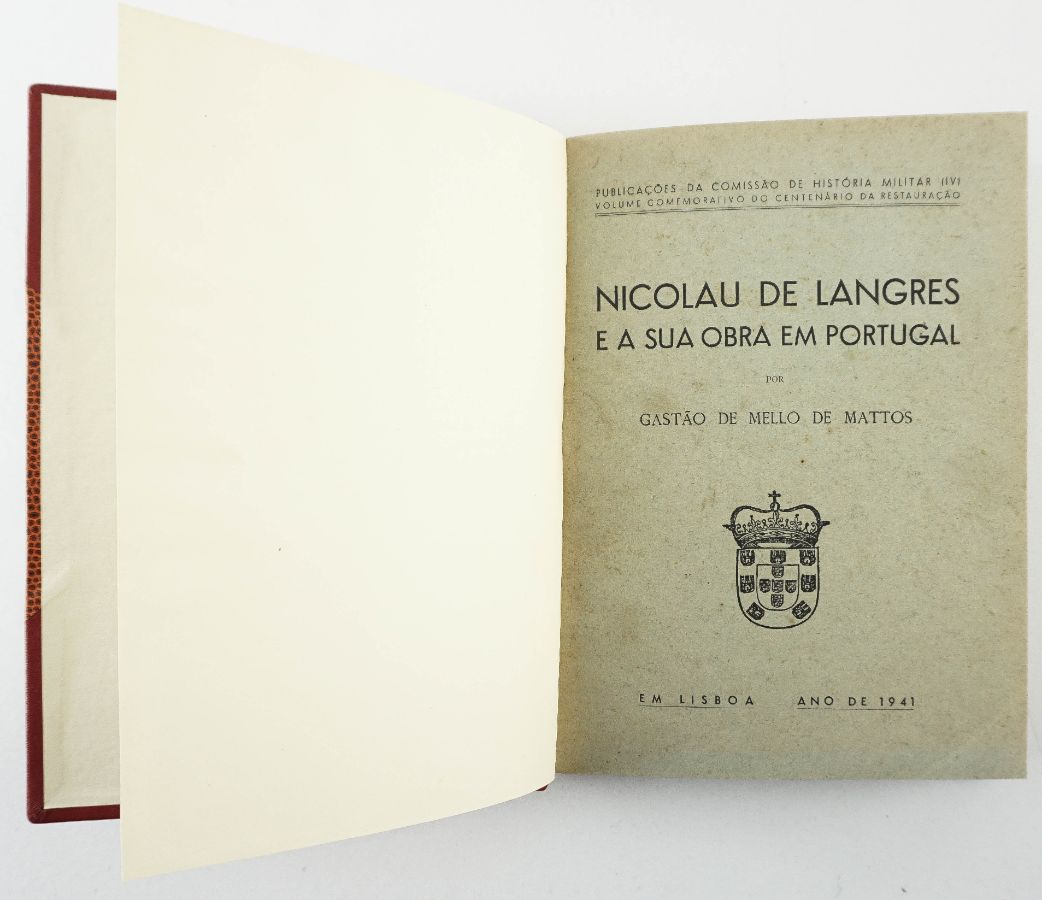 PUBLICAÇÕES DA COMISSÃO DE HISTÓRIA MILITAR (IV)
VOLUME COMEMORATIVO DO CENTENÁRIO DA RESTAURAÇÃO
NICOLAU DE LANGRES
E A SUA OBRA EM PORTUGAL
POR
GASTÃO DE MELLO DE MATTOS
EM LISBOA ANO DE 1941